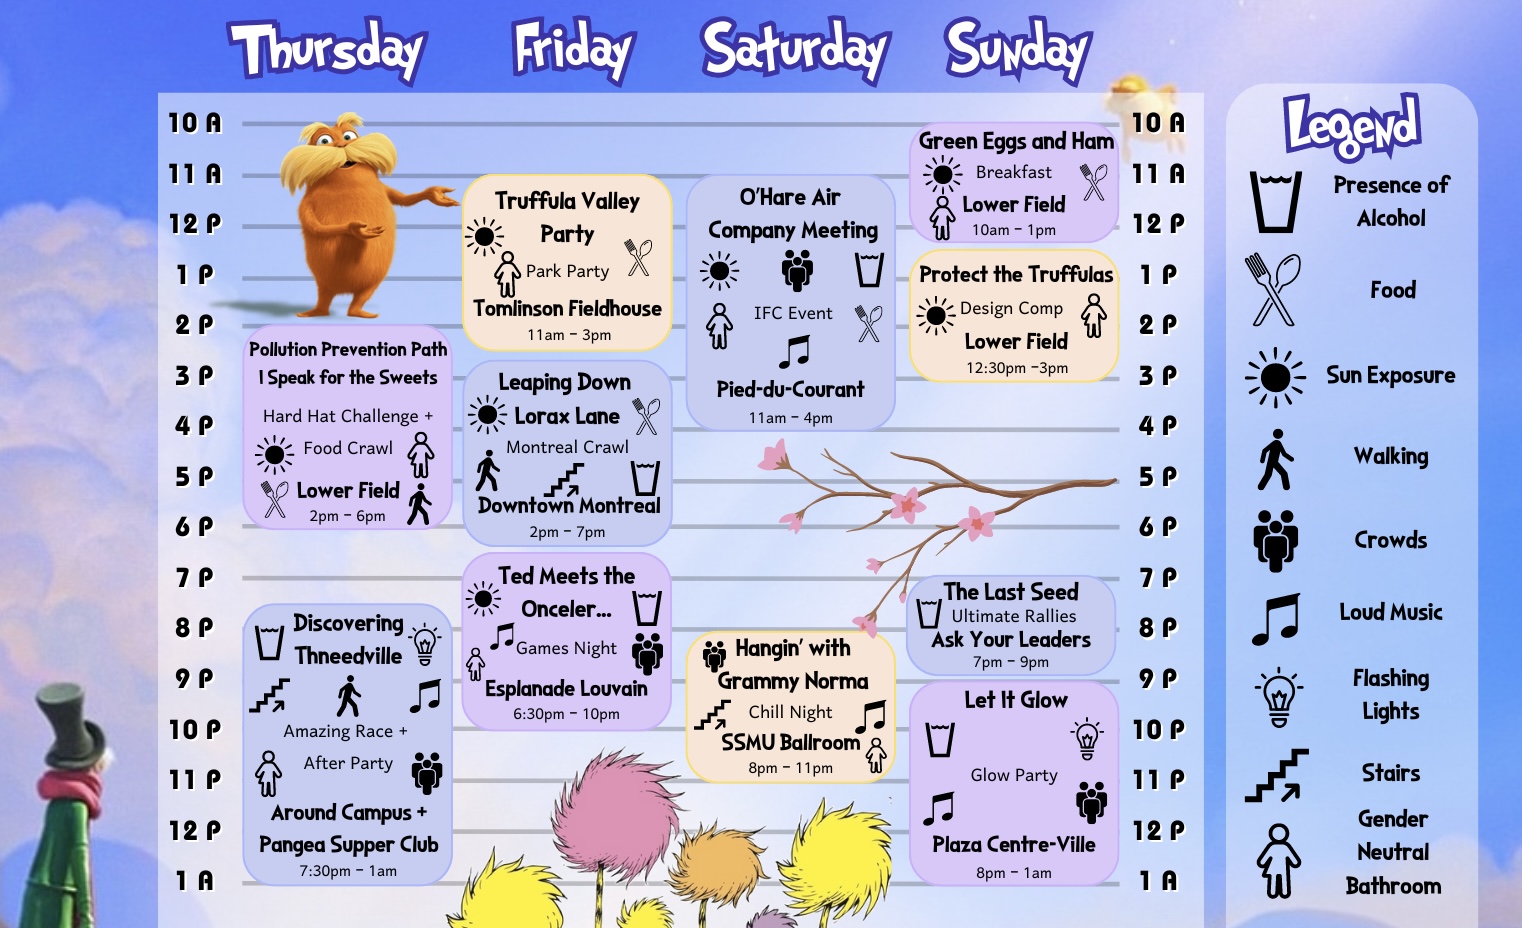 Thursday
Friday
Saturday
Sunday
10 A
11 A
12 P
1 P
2 P
3 P
4 P
5 P
6 P
7 P
8 P
9 P
10 P
11 P
12 P
1 A
Pollution Prevention Path
I Speak for the Sweets
Hard Hat Challenge +
Food Crawl
Lower Field
2pm – 6pm
Discovering
Thneedville
Amazing Race +
After Party
Around Campus +
Pangea Supper Club
7:30pm – 1am
Truffula Valley
Party
Park Party
Tomlinson Fieldhouse
11am – 3pm
Leaping Down
Lorax Lane
Montreal Crawl
Downtown Montreal
2pm – 7pm
Ted Meets the
Onceler...
Games Night
Esplanade Louvain
6:30pm – 10pm
O'Hare Air
Company Meeting
IFC Event
Pied-du-Courant
11am – 4pm
Hangin' with
Grammy Norma
Chill Night
SSMU Ballroom
8pm – 11pm
Green Eggs and Ham
Breakfast
Lower Field
10am – 1pm
Protect the Truffulas
Design Comp
Lower Field
12:30pm –3pm
The Last Seed
Ultimate Rallies
Ask Your Leaders
7pm – 9pm
Let It Glow
Glow Party
Plaza Centre-Ville
8pm – 1am
10 A
11 A
12 P
1 P
2 P
3 P
4 P
5 P
6 P
7 P
8 P
9 P
10 P
11 P
12 P
1 A
Legend
Presence of
Alcohol
Food
Sun Exposure
Walking
Crowds
Loud Music
Flashing
Lights
Stairs
Gender
Neutral
Bathroom